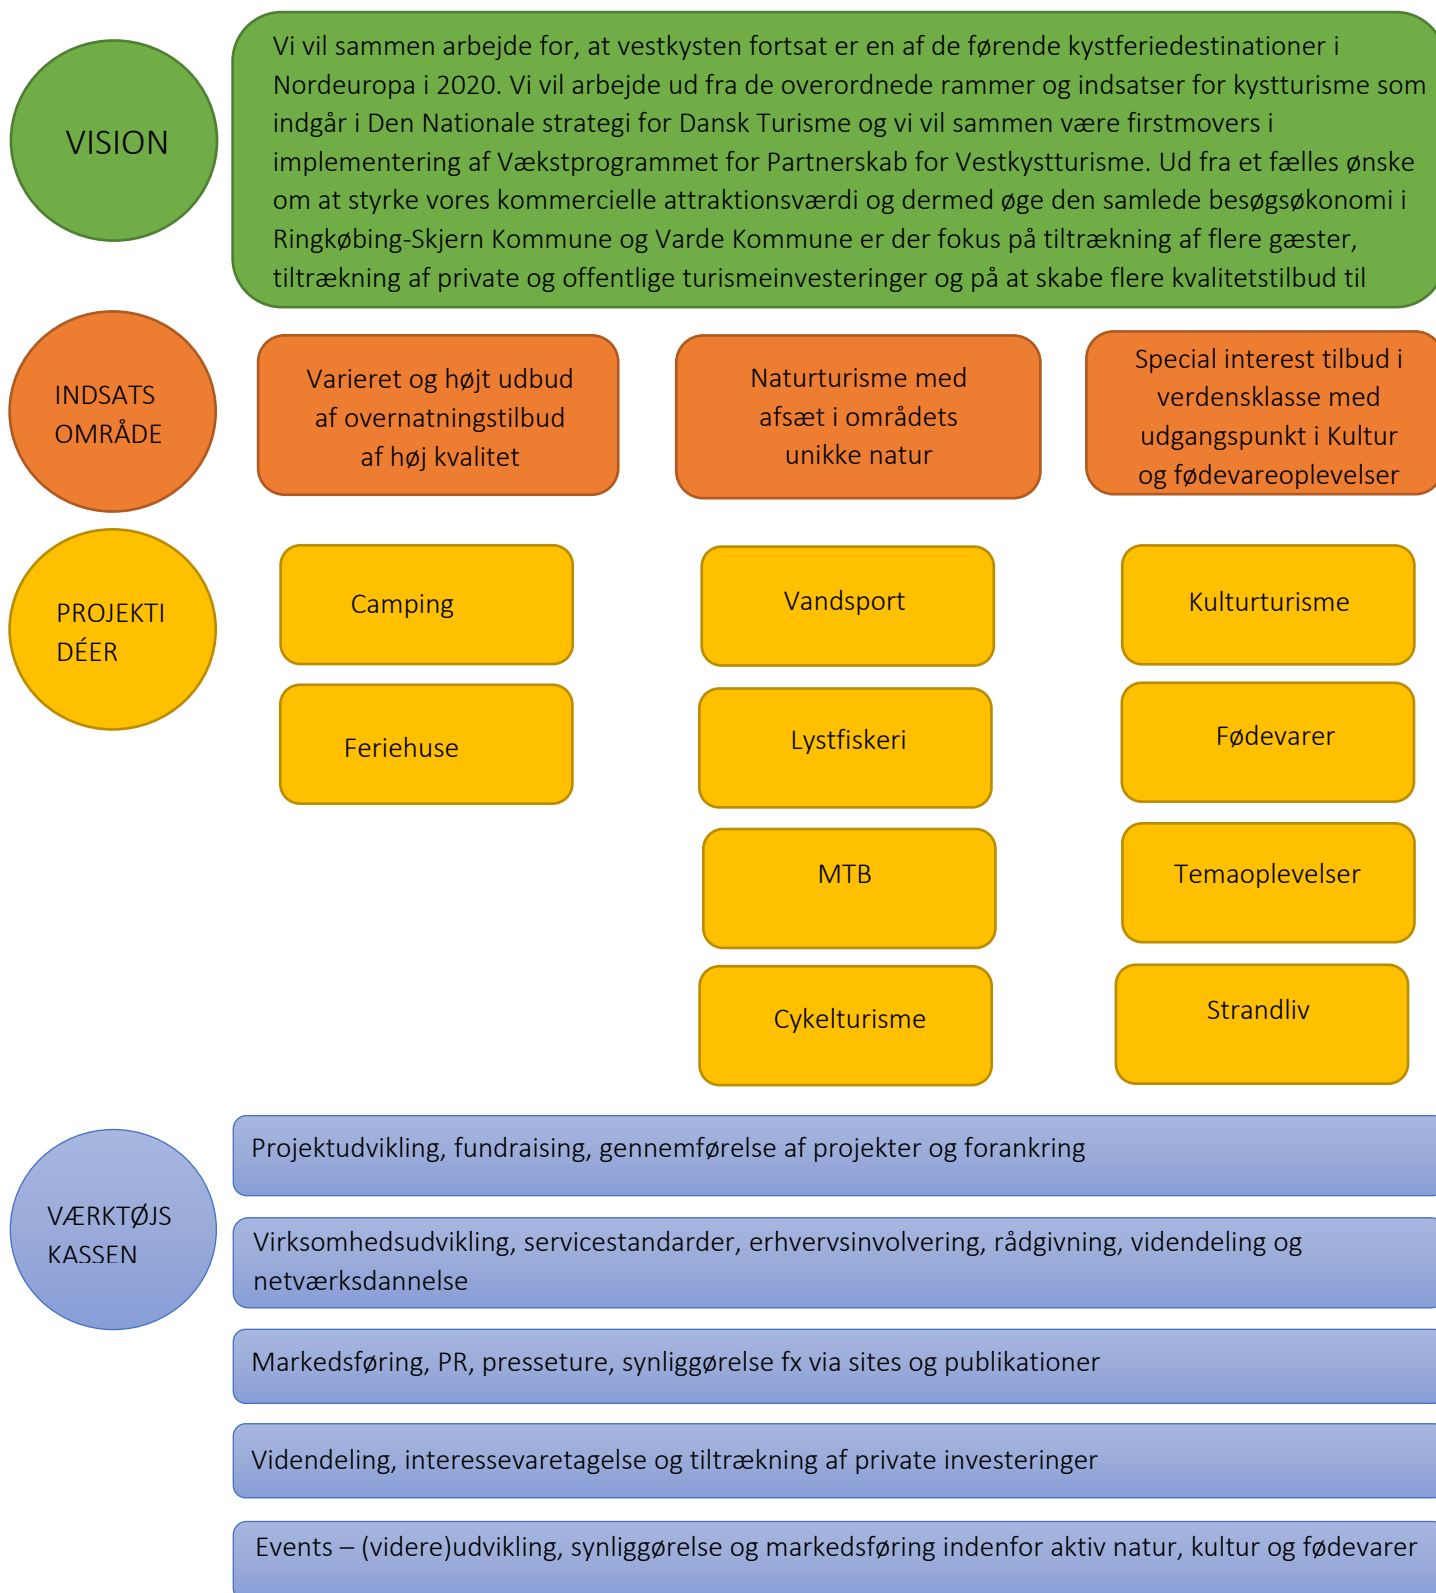 VISION
Vi vil sammen arbejde for, at vestkysten fortsat er en af de førende kystferiedestinationer i
Nordeuropa i 2020. Vi vil arbejde ud fra de overordnede rammer og indsatser for kystturisme som
indgår i Den Nationale strategi for Dansk Turisme og vi vil sammen være firstmovers i
implementering af Vækstprogrammet for Partnerskab for Vestkystturisme. Ud fra et fælles ønske
om at styrke vores kommercielle attraktionsværdi og dermed øge den samlede besøgsøkonomi i
Ringkøbing-Skjern Kommune og Varde Kommune er der fokus på tiltrækning af flere gæster,
tiltrækning af private og offentlige turismeinvesteringer og på at skabe flere kvalitetstilbud til
INDSATS
OMRÅDE
Varieret og højt udbud
af overnatningstilbud
af høj kvalitet
Naturturisme med
afsæt i områdets
unikke natur
Special interest tilbud i
verdensklasse med
udgangspunkt i Kultur
og fødevareoplevelser
PROJEKTI
DÉER
Camping
Feriehuse
Vandsport
Lystfiskeri
MTB
Cykelturisme
Kulturturisme
Fødevarer
Temaoplevelser
Strandliv
VÆRKTØJS
KASSEN
Projektudvikling, fundraising, gennemførelse af projekter og forankring
Virksomhedsudvikling, servicestandarder, erhvervsinvolvering, rådgivning, videndeling og
netværksdannelse
Markedsføring, PR, presseture, synliggørelse fx via sites og publikationer
Videndeling, interessevaretagelse og tiltrækning af private investeringer
Events – (videre)udvikling, synliggørelse og markedsføring indenfor aktiv natur, kultur og fødevarer